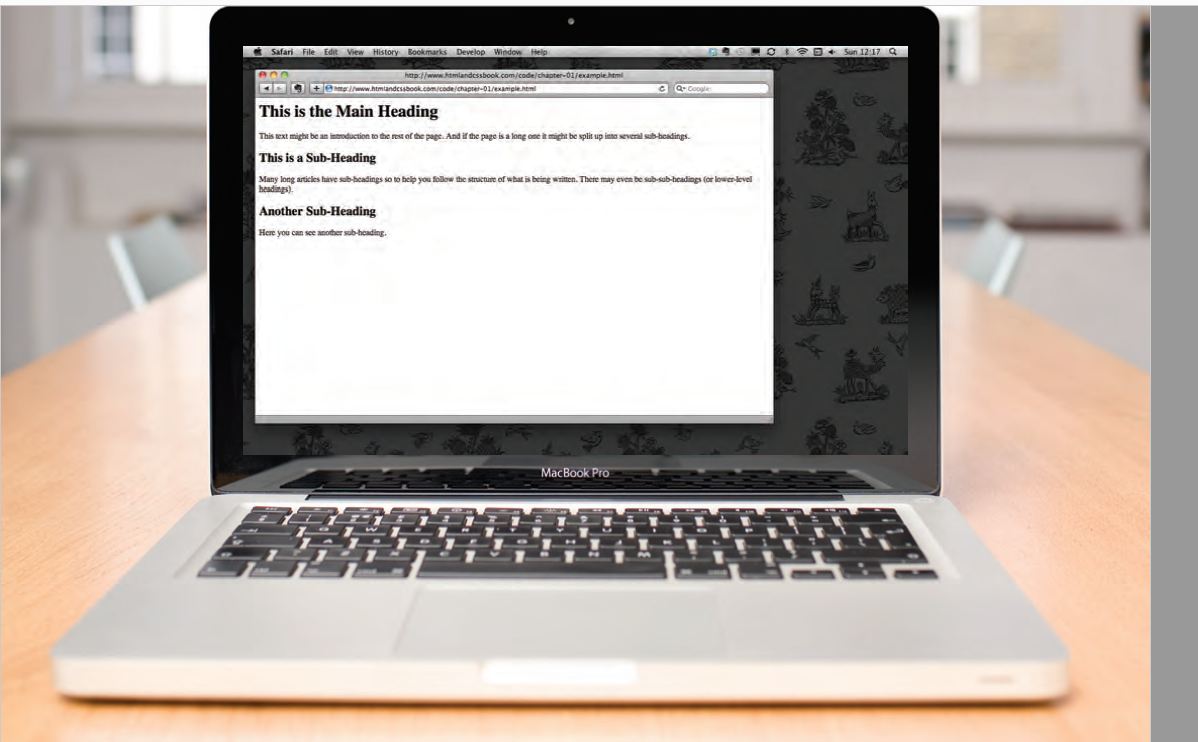 Safari File Edit View History Bookmarks Develop Window Help Sun 12:17
http://www.htmlandcssbook.com/code/chapter-01/example.html
http://www.htmlandcssbook.com/code/chapter-01/example.html Google
This is the Main Heading
This text might be an introduction to the rest of the page. And if the page is a long one it might be split up into several sub-headings.
This is a Sub-Heading
Many long articles have sub-headings so to help you follow the structure of what is being written. There may even be sub-sub-headings (or lower-level
headings).
Another Sub-Heading
Here you can see another sub-heading.
MacBook Pro